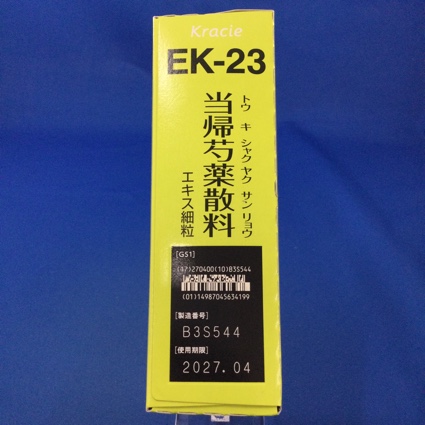 Kracie
EK-23
当帰芍薬散料
トウ キ シャクヤク サン リョウ
エキス細粒
[GS1]
(17)270400(10)B3S544
(01)14987045634199
[製造番号]
B3S544
[使用期限]
2027.04